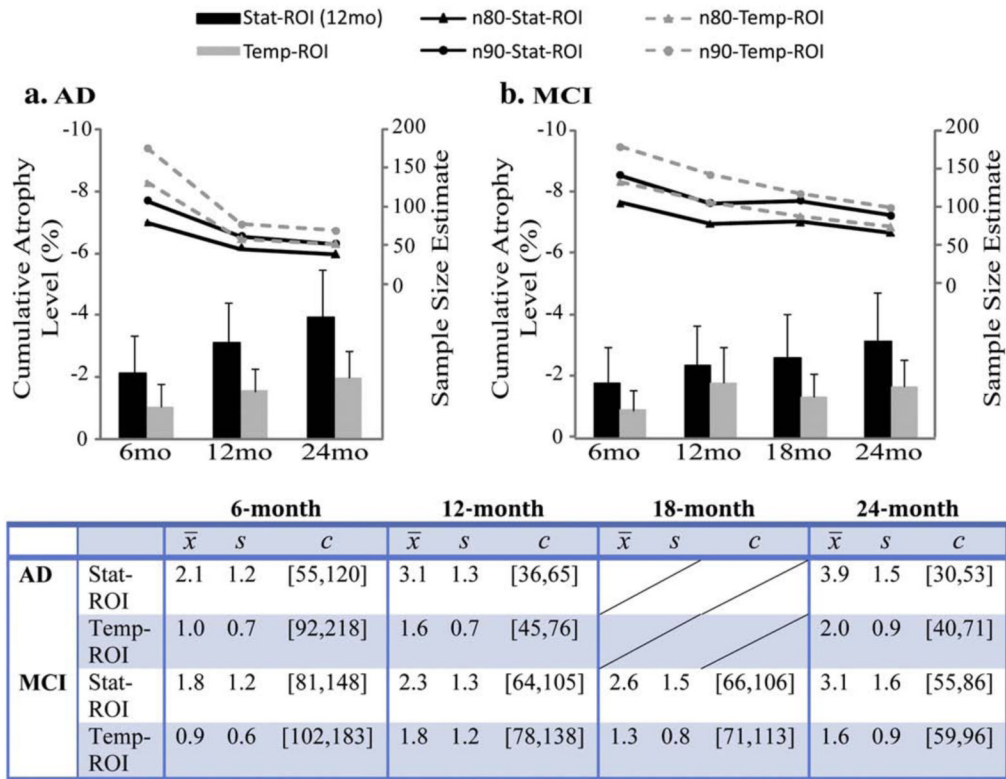 Stat-ROI (12mo) n80-Stat-ROI n80-Temp-ROI
Temp-ROI n90-Stat-ROI n90-Temp-ROI
a. AD
b. MCI
Cumulative Atrophy
Level (%)
-10
-8
-6
-4
-2
0
200
150
100
50
0
Sample Size Estimate
6mo 12mo 24mo
Cumulative Atrophy
Level (%)
-10
-8
-6
-4
-2
0
200
150
100
50
0
Sample Size Estimate
6mo 12mo 18mo 24mo
6-month 12-month 18-month 24-month
x̅ s c x̅ s c x̅ s c x̅ s c
AD Stat-ROI 2.1 1.2 [55,120] 3.1 1.3 [36,65] 3.9 1.5 [30,53]
Temp-ROI 1.0 0.7 [92,218] 1.6 0.7 [45,76] 2.0 0.9 [40,71]
MCI Stat-ROI 1.8 1.2 [81,148] 2.3 1.3 [64,105] 2.6 1.5 [66,106] 3.1 1.6 [55,86]
Temp-ROI 0.9 0.6 [102,183] 1.8 1.2 [78,138] 1.3 0.8 [71,113] 1.6 0.9 [59,96]